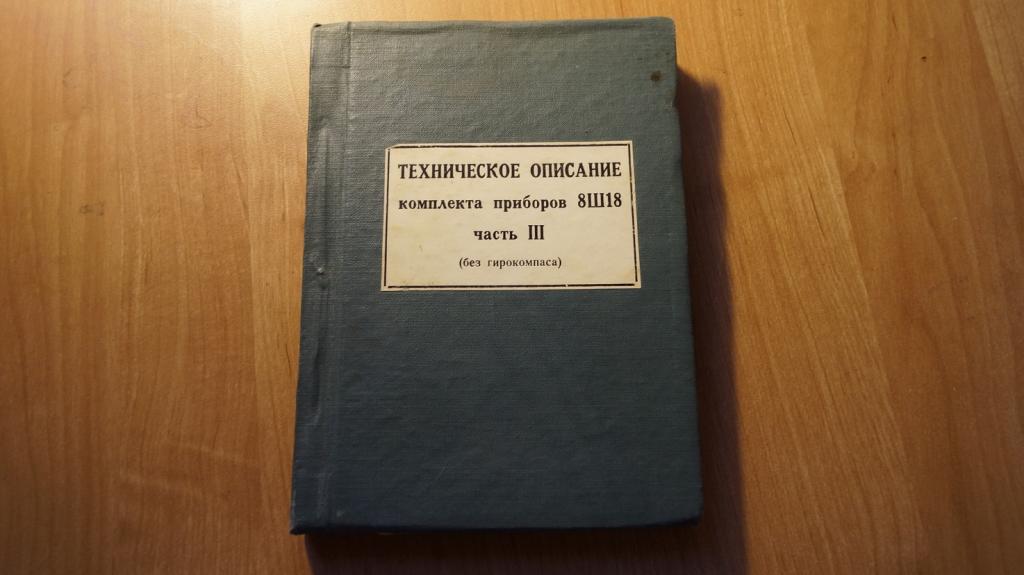 ТЕХНИЧЕСКОЕ ОПИСАНИЕ
комплекта приборов 8Ш18
часть III
(без гирокомпаса)